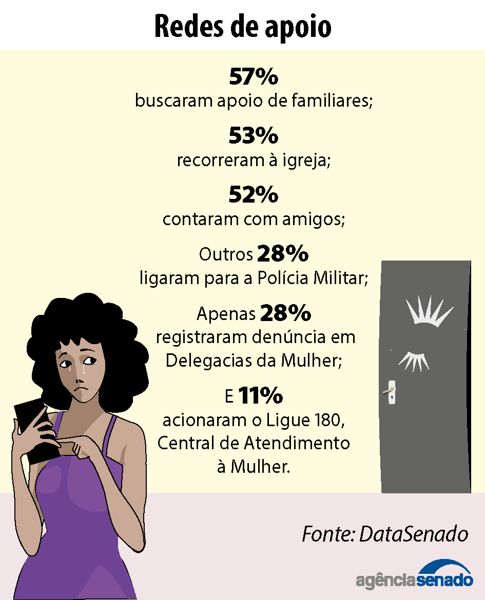 Redes de apoio
57%
buscaram apoio de familiares;
53%
recorreram à igreja;
52%
contaram com amigos;
Outros 28%
ligaram para a Polícia Militar;
Apenas 28%
registraram denúncia em
Delegacias da Mulher;
E 11%
acionaram o Ligue 180,
Central de Atendimento
à Mulher.
Fonte: DataSenado
agênciasenado